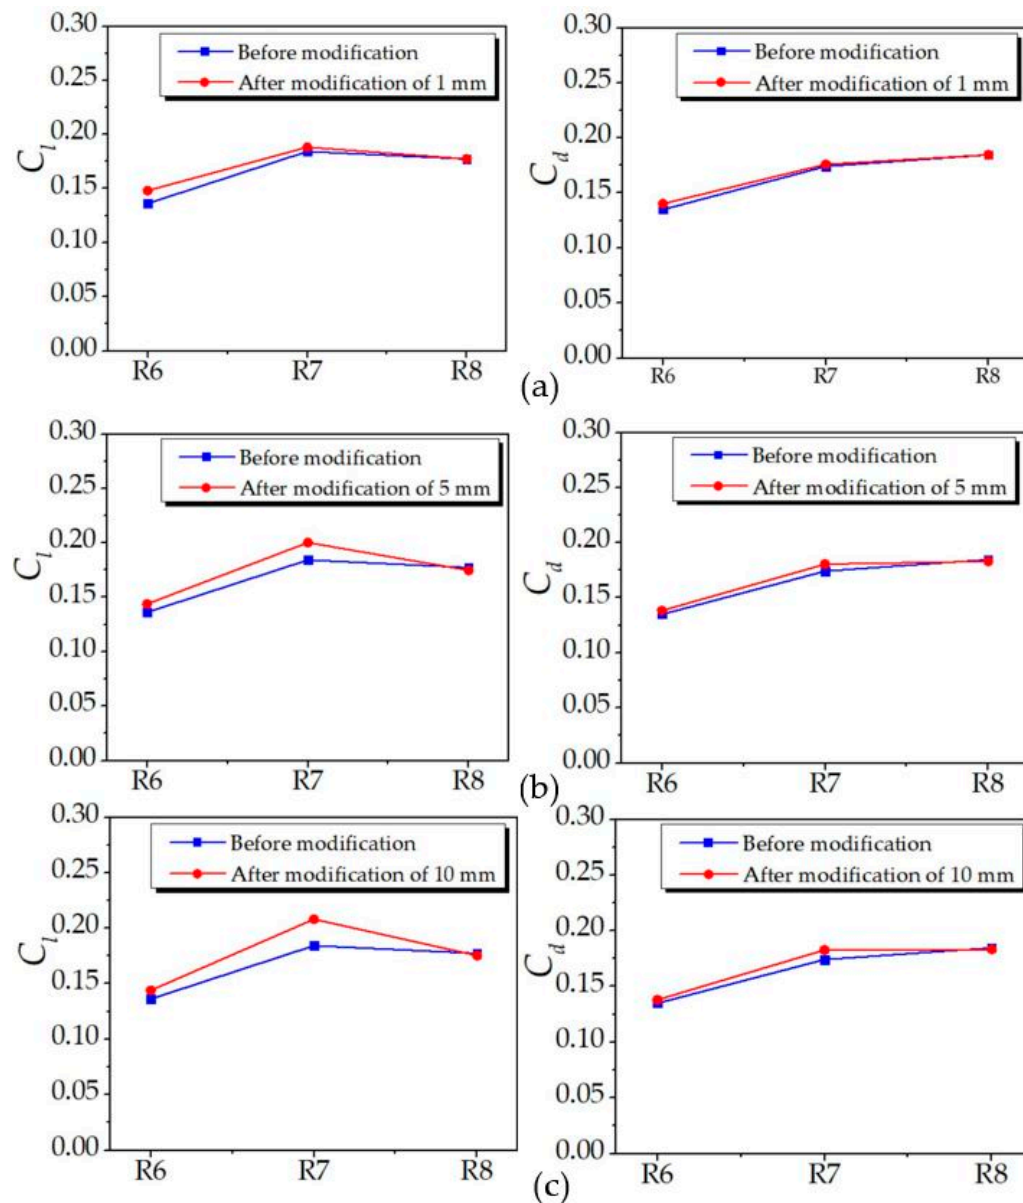 0.30
0.25
0.20
0.15
0.10
0.05
0.00
C_l
Before modification
After modification of 1 mm
R6 R7 R8
0.30
0.25
0.20
0.15
0.10
0.05
0.00
C_d
Before modification
After modification of 1 mm
R6 R7 R8
(a)
0.30
0.25
0.20
0.15
0.10
0.05
0.00
C_l
Before modification
After modification of 5 mm
R6 R7 R8
0.30
0.25
0.20
0.15
0.10
0.05
0.00
C_d
Before modification
After modification of 5 mm
R6 R7 R8
(b)
0.30
0.25
0.20
0.15
0.10
0.05
0.00
C_l
Before modification
After modification of 10 mm
R6 R7 R8
0.30
0.25
0.20
0.15
0.10
0.05
0.00
C_d
Before modification
After modification of 10 mm
R6 R7 R8
(c)